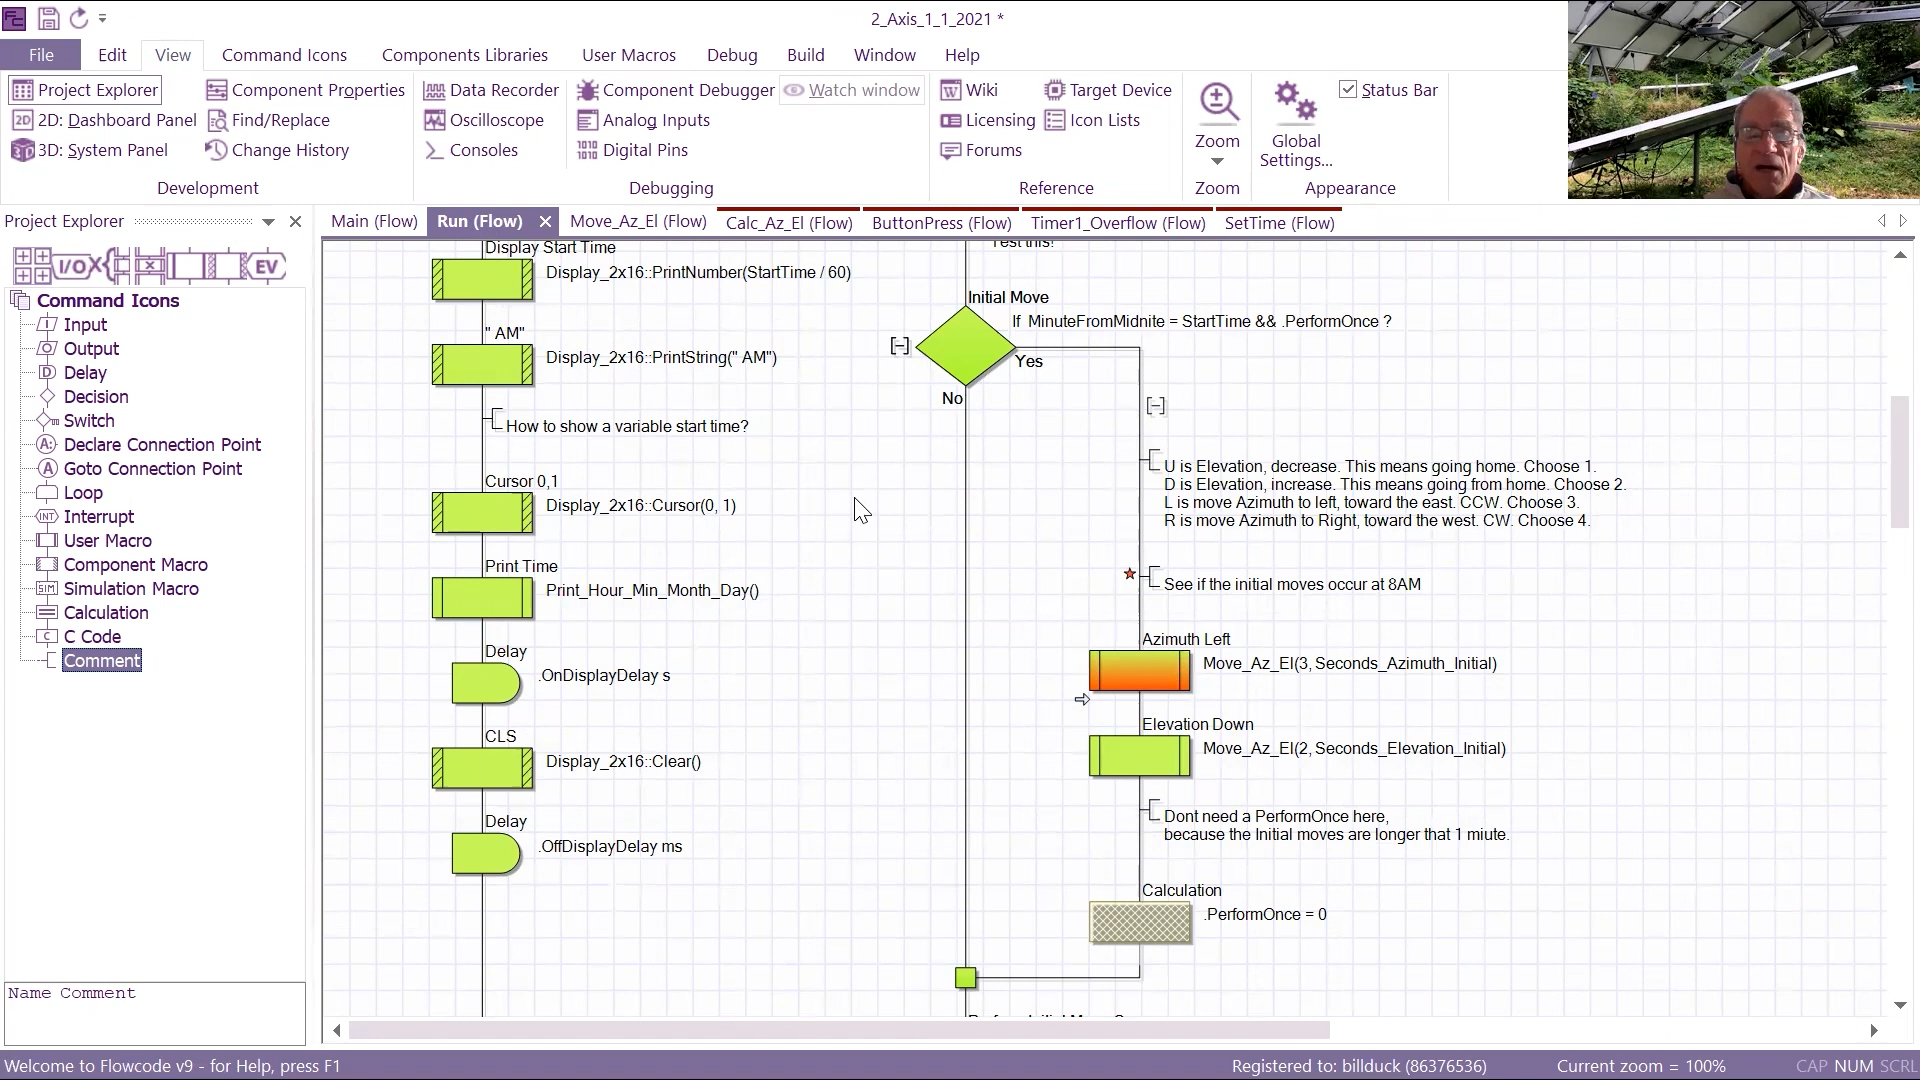 2_Axis_1_1_2021 *
File
Edit
View
Command Icons
Components Libraries
User Macros
Debug
Build
Window
Help
Project Explorer
2D: Dashboard Panel
3D: System Panel
Component Properties
Find/Replace
Change History
Development
Data Recorder
Oscilloscope
Consoles
Component Debugger
Analog Inputs
Digital Pins
Watch window
Debugging
Wiki
Licensing
Forums
Target Device
Icon Lists
Reference
Zoom
Zoom
Global
Settings...
Status Bar
Appearance
Project Explorer
Main (Flow)
Run (Flow)
Move_Az_El (Flow)
Calc_Az_El (Flow)
ButtonPress (Flow)
Timer1_Overflow (Flow)
SetTime (Flow)
I/O
EV
Command Icons
Input
Output
Delay
Decision
Switch
Declare Connection Point
Goto Connection Point
Loop
Interrupt
User Macro
Component Macro
Simulation Macro
Calculation
C Code
Comment
Name Comment
Display Start Time
Display_2x16::PrintNumber(StartTime / 60)
" AM"
Display_2x16::PrintString(" AM")
How to show a variable start time?
Cursor 0,1
Display_2x16::Cursor(0, 1)
Print Time
Print_Hour_Min_Month_Day()
Delay
.OnDisplayDelay s
CLS
Display_2x16::Clear()
Delay
.OffDisplayDelay ms
Test this!
Initial Move
If MinuteFromMidnite = StartTime && .PerformOnce ?
Yes
No
U is Elevation, decrease. This means going home. Choose 1.
D is Elevation, increase. This means going from home. Choose 2.
L is move Azimuth to left, toward the east. CCW. Choose 3.
R is move Azimuth to Right, toward the west. CW. Choose 4.
See if the initial moves occur at 8AM
Azimuth Left
Move_Az_El(3, Seconds_Azimuth_Initial)
Elevation Down
Move_Az_El(2, Seconds_Elevation_Initial)
Dont need a PerformOnce here,
because the Initial moves are longer that 1 miute.
Calculation
.PerformOnce = 0
Welcome to Flowcode v9 - for Help, press F1
Registered to: billduck (86376536)
Current zoom = 100%
CAP NUM SCRL